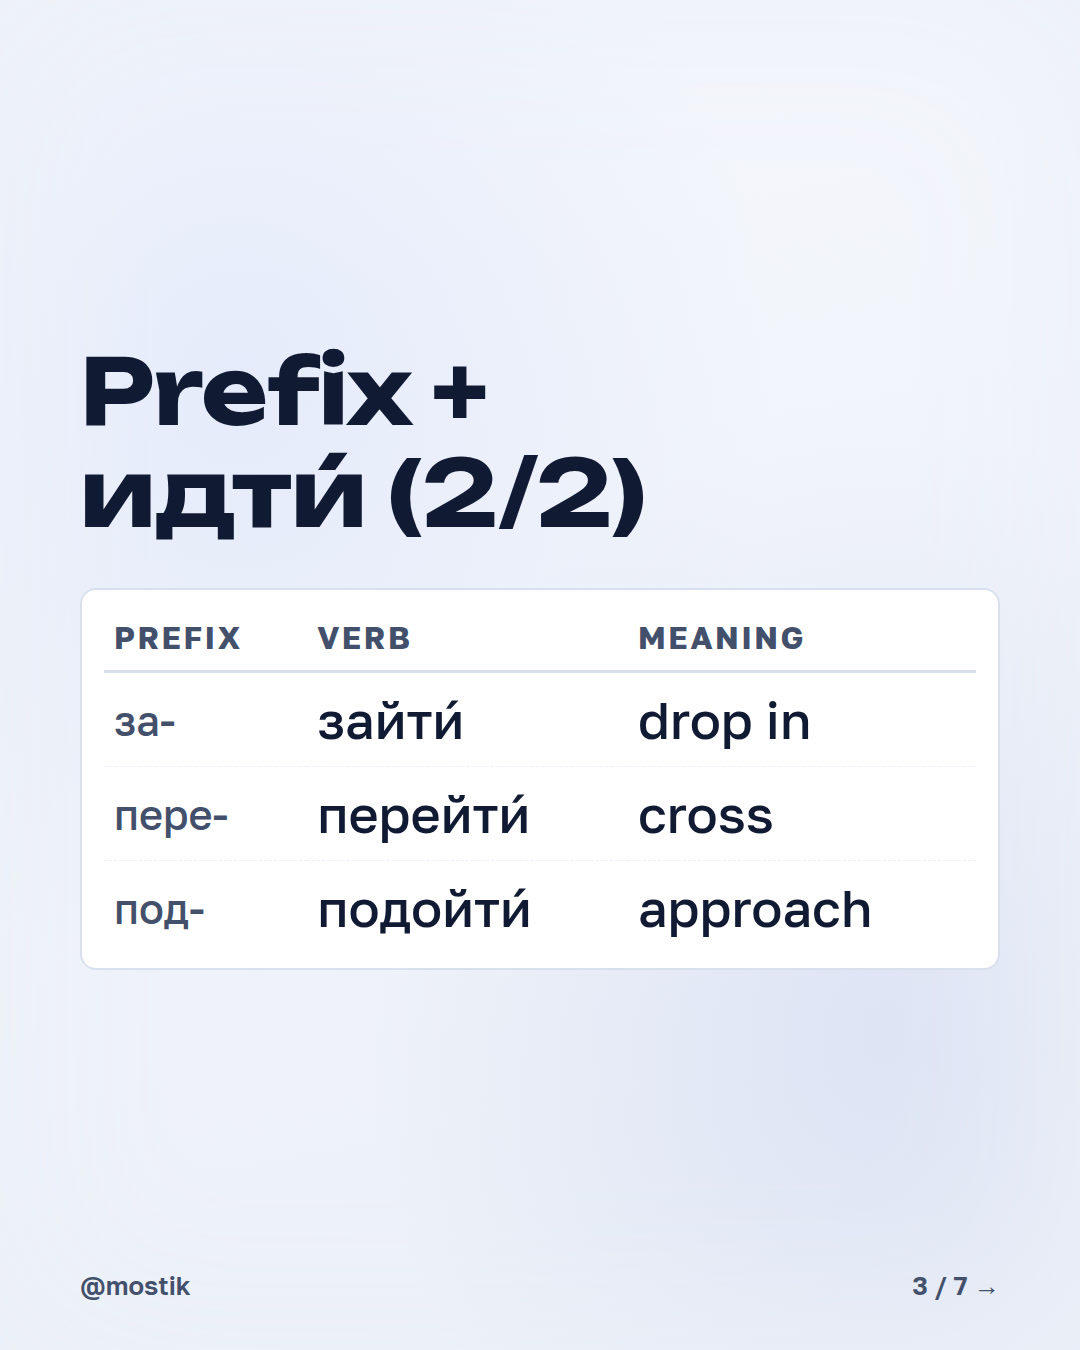 Prefix +
идти́ (2/2)
PREFIX VERB MEANING
за- зайти́ drop in
пере- перейти́ cross
под- подойти́ approach
@mostik 3 / 7 →